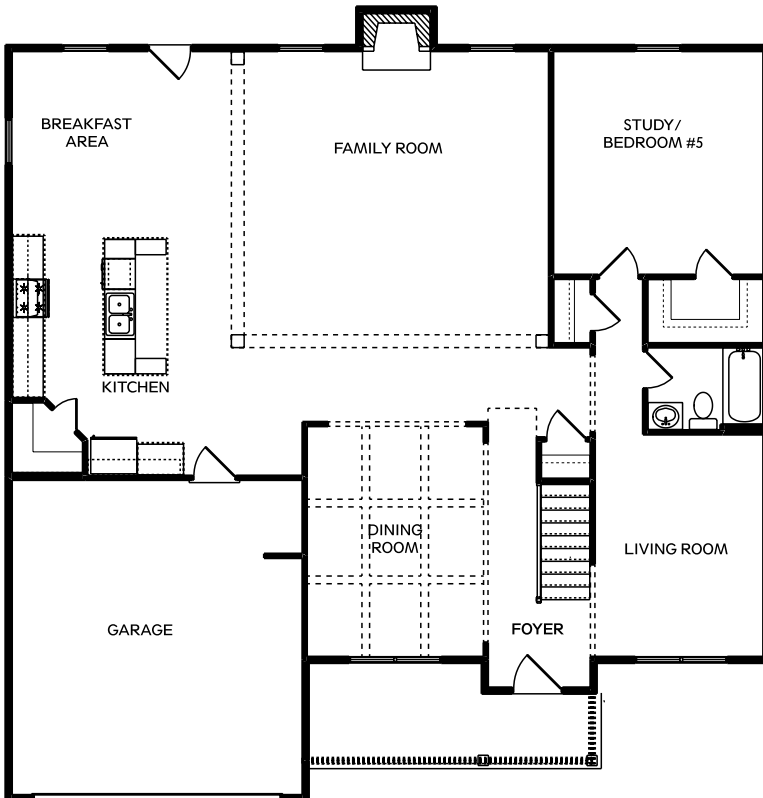 BREAKFAST
AREA
FAMILY ROOM
STUDY/
BEDROOM #5
KITCHEN
DINING
ROOM
LIVING ROOM
GARAGE
FOYER